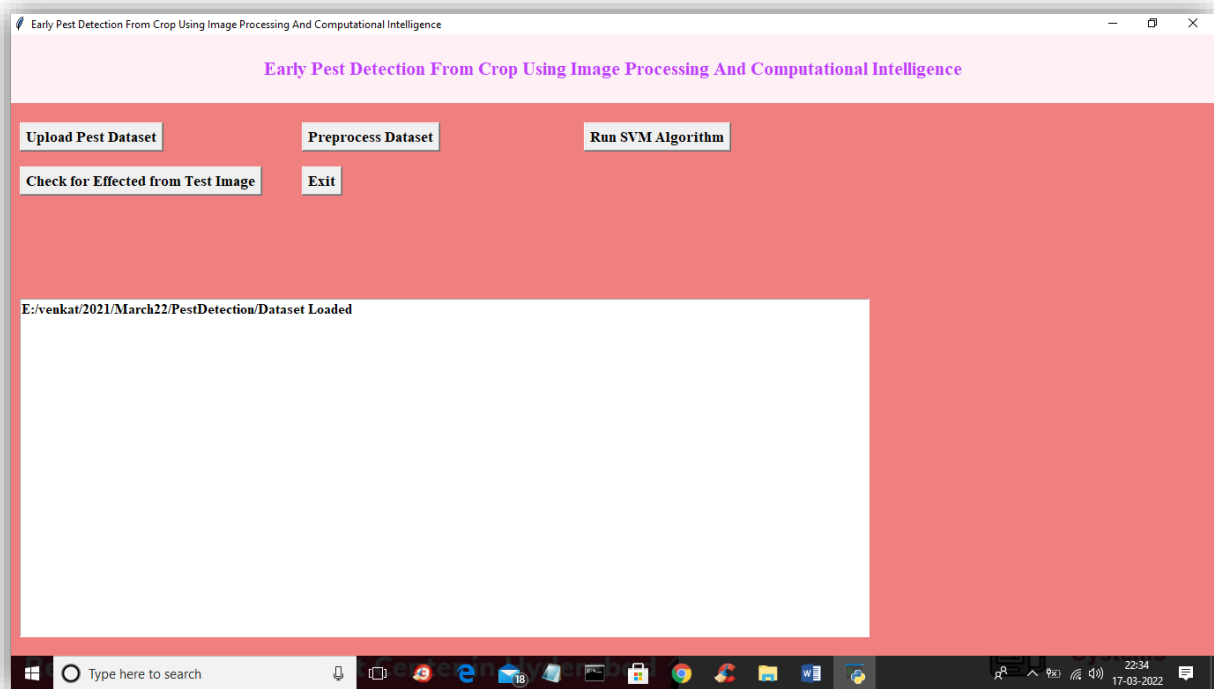 Early Pest Detection From Crop Using Image Processing And Computational Intelligence
Early Pest Detection From Crop Using Image Processing And Computational Intelligence
Upload Pest Dataset
Preprocess Dataset
Run SVM Algorithm
Check for Effected from Test Image
Exit
E:/venkat/2021/March22/PestDetection/Dataset Loaded
Type here to search
18
22:34
17-03-2022